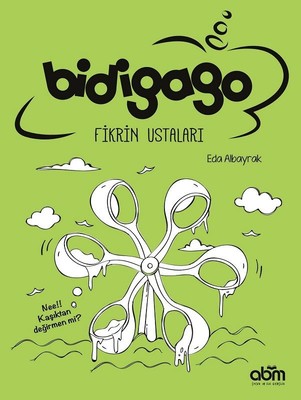 bidigago
FİKRİN USTALARI
Eda Albayrak
Nee!!
Kaşıktan
değirmen mi?
abm